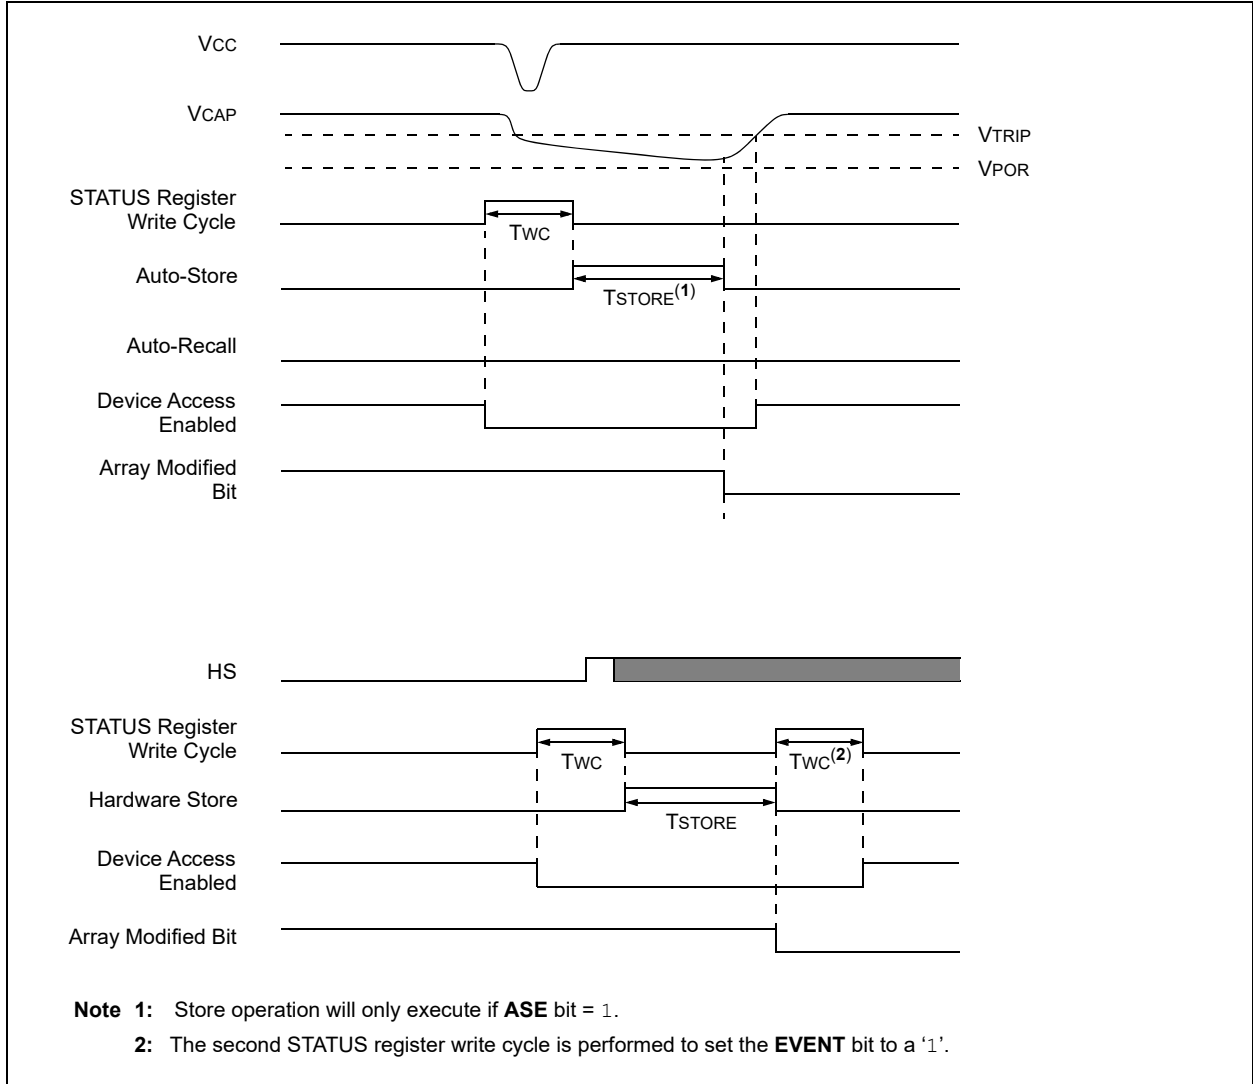 VCC
VCAP
VTRIP
VPOR
STATUS Register
Write Cycle
TWC
Auto-Store
TSTORE(1)
Auto-Recall
Device Access
Enabled
Array Modified
Bit
HS
STATUS Register
Write Cycle
TWC
TWC(2)
Hardware Store
TSTORE
Device Access
Enabled
Array Modified Bit
Note 1: Store operation will only execute if ASE bit = 1.
2: The second STATUS register write cycle is performed to set the EVENT bit to a ‘1’.